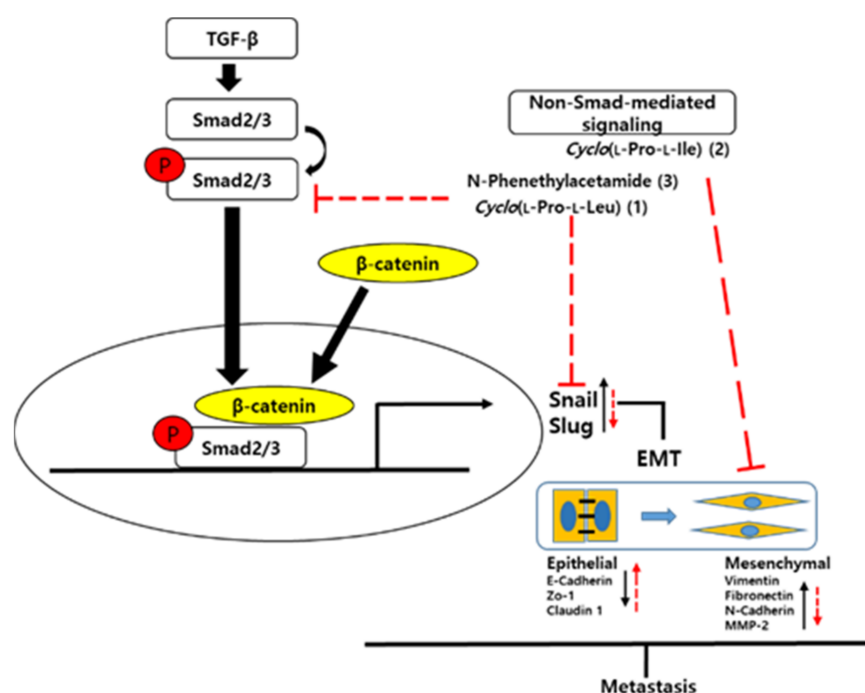 TGF-β
Smad2/3
P
Smad2/3
Non-Smad-mediated
signaling
Cyclo(L-Pro-L-Ile) (2)
N-Phenethylacetamide (3)
Cyclo(L-Pro-L-Leu) (1)
β-catenin
β-catenin
P
Smad2/3
Snail
Slug
EMT
Epithelial
E-Cadherin
Zo-1
Claudin 1
Mesenchymal
Vimentin
Fibronectin
N-Cadherin
MMP-2
Metastasis